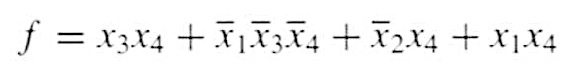 f = x₃x₄ + x̅₁x̅₃x̅₄ + x̅₂x₄ + x₁x₄